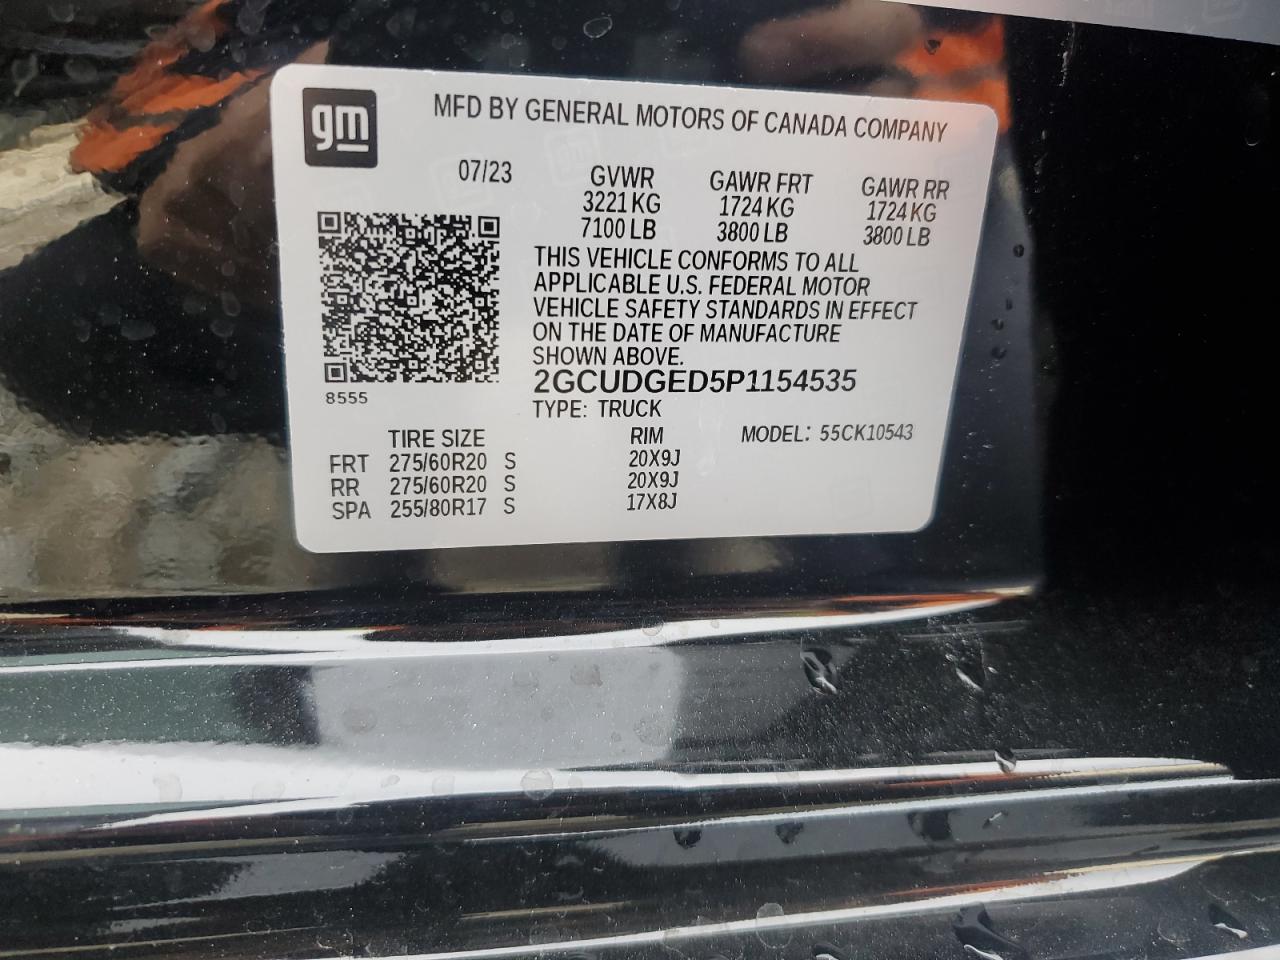 gm
MFD BY GENERAL MOTORS OF CANADA COMPANY
07/23 GVWR GAWR FRT GAWR RR
3221 KG 1724 KG 1724 KG
7100 LB 3800 LB 3800 LB
THIS VEHICLE CONFORMS TO ALL
APPLICABLE U.S. FEDERAL MOTOR
VEHICLE SAFETY STANDARDS IN EFFECT
ON THE DATE OF MANUFACTURE
SHOWN ABOVE.
2GCUDGED5P1154535
8555
TYPE: TRUCK
TIRE SIZE RIM MODEL: 55CK10543
FRT 275/60R20 S 20X9J
RR 275/60R20 S 20X9J
SPA 255/80R17 S 17X8J